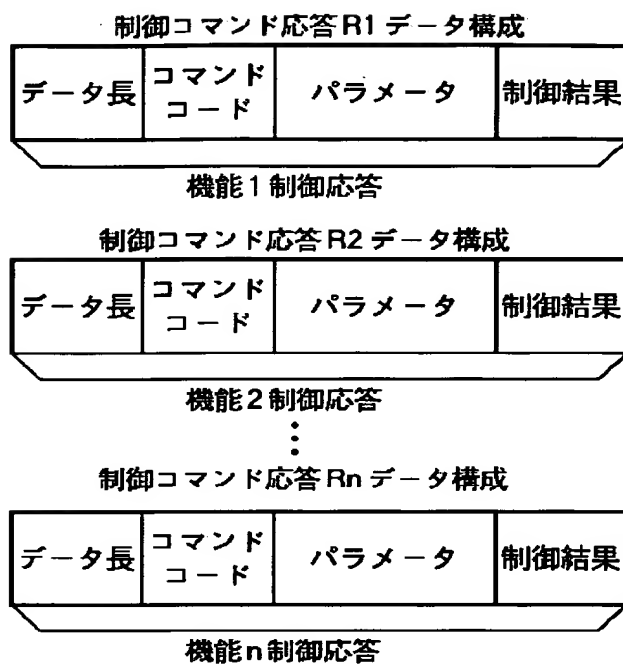 制御コマンド応答R1データ構成
データ長 コマンド パラメータ 制御結果
コード
機能1制御応答
制御コマンド応答R2データ構成
データ長 コマンド パラメータ 制御結果
コード
機能2制御応答
⋮
制御コマンド応答Rnデータ構成
データ長 コマンド パラメータ 制御結果
コード
機能n制御応答